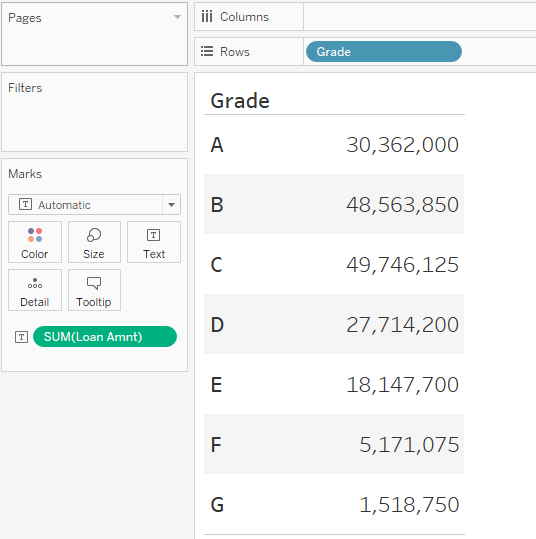 Pages
Columns
Rows
Grade
Filters
Marks
T Automatic
Color
Size
T
Text
Detail
Tooltip
T SUM(Loan Amnt)
Grade
A 30,362,000
B 48,563,850
C 49,746,125
D 27,714,200
E 18,147,700
F 5,171,075
G 1,518,750